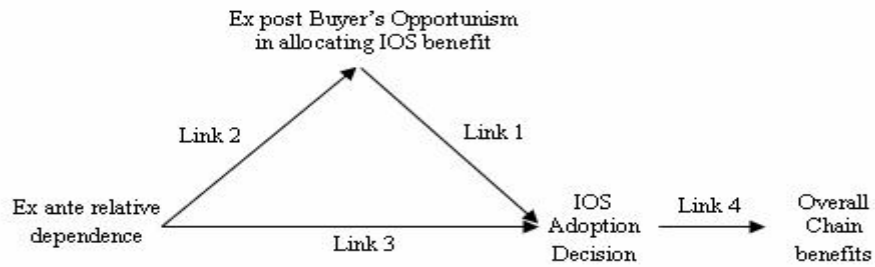 Ex post Buyer's Opportunism
in allocating IOS benefit
Link 2
Link 1
Ex ante relative
dependence
Link 3
IOS
Adoption
Decision
Link 4
Overall
Chain
benefits